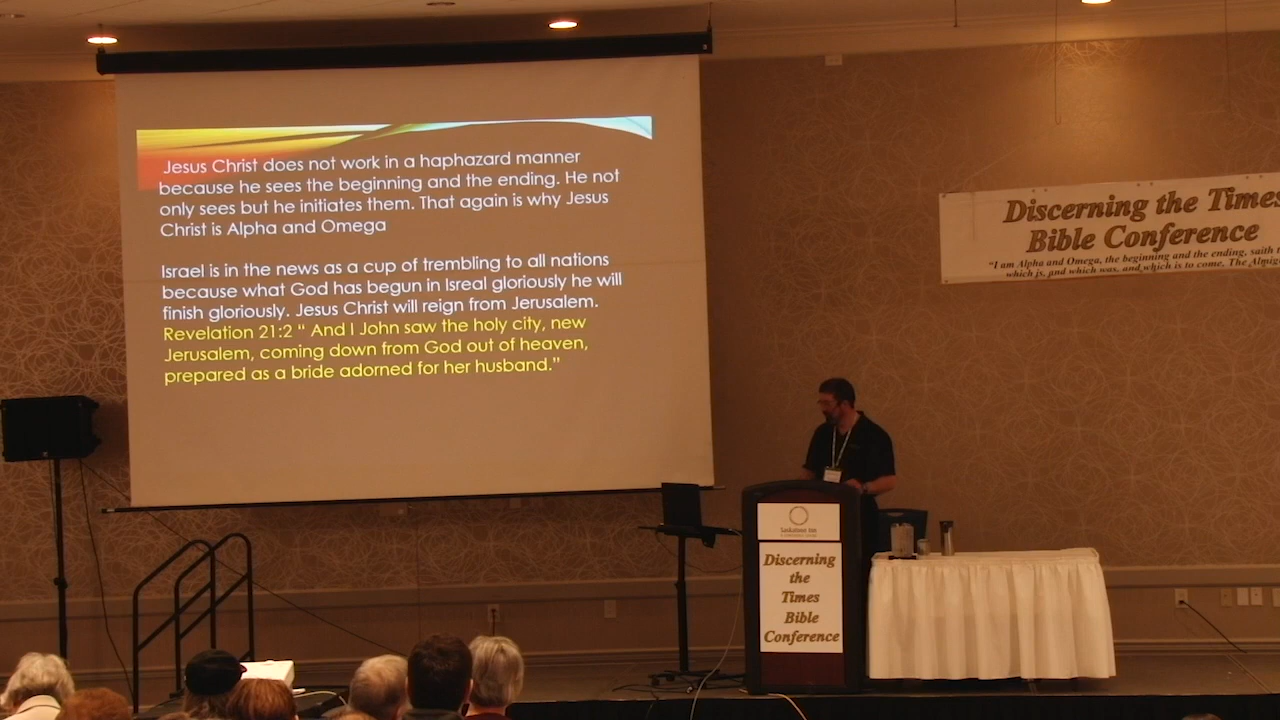 Jesus Christ does not work in a haphazard manner
because he sees the beginning and the ending. He not
only sees but he initiates them. That again is why Jesus
Christ is Alpha and Omega
Israel is in the news as a cup of trembling to all nations
because what God has begun in Isreal gloriously he will
finish gloriously. Jesus Christ will reign from Jerusalem.
Revelation 21:2 “ And I John saw the holy city, new
Jerusalem, coming down from God out of heaven,
prepared as a bride adorned for her husband.”
Discerning the Times
Bible Conference
“I am Alpha and Omega, the beginning and the ending, saith t
which is, and which was, and which is to come, The Almig
Saskatoon Inn
Discerning
the
Times
Bible
Conference